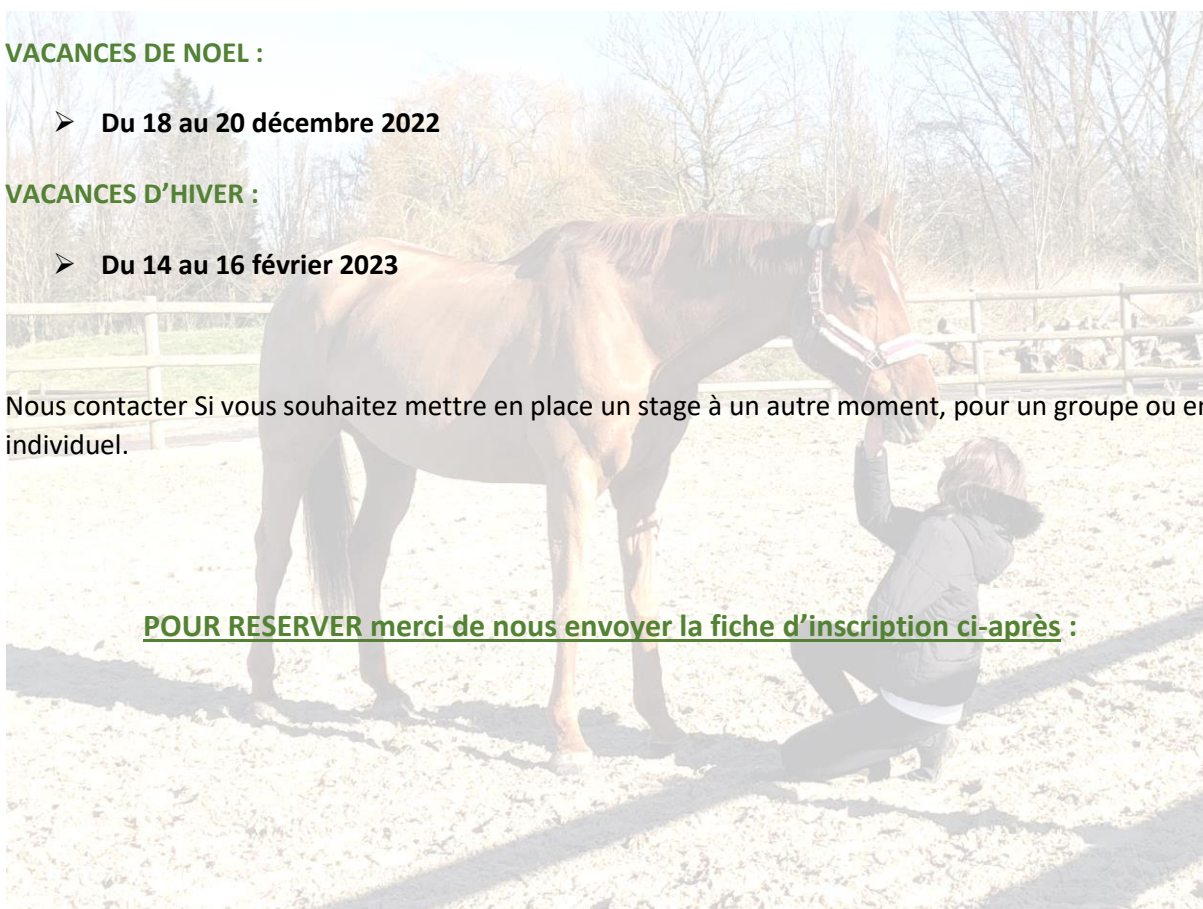 VACANCES DE NOEL :
➢ Du 18 au 20 décembre 2022
VACANCES D’HIVER :
➢ Du 14 au 16 février 2023
Nous contacter Si vous souhaitez mettre en place un stage à un autre moment, pour un groupe ou en
individuel.
POUR RESERVER merci de nous envoyer la fiche d’inscription ci-après :